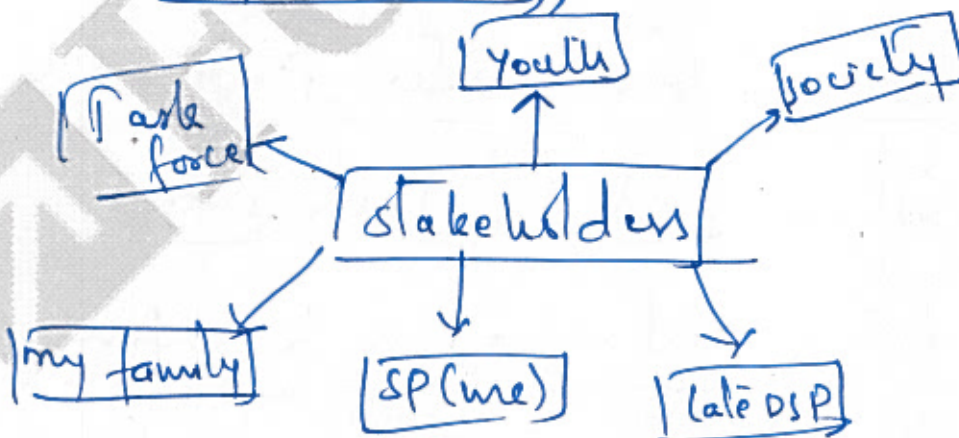 Youth
society
Task
force
stakeholders
my family
SP (me)
late DSP